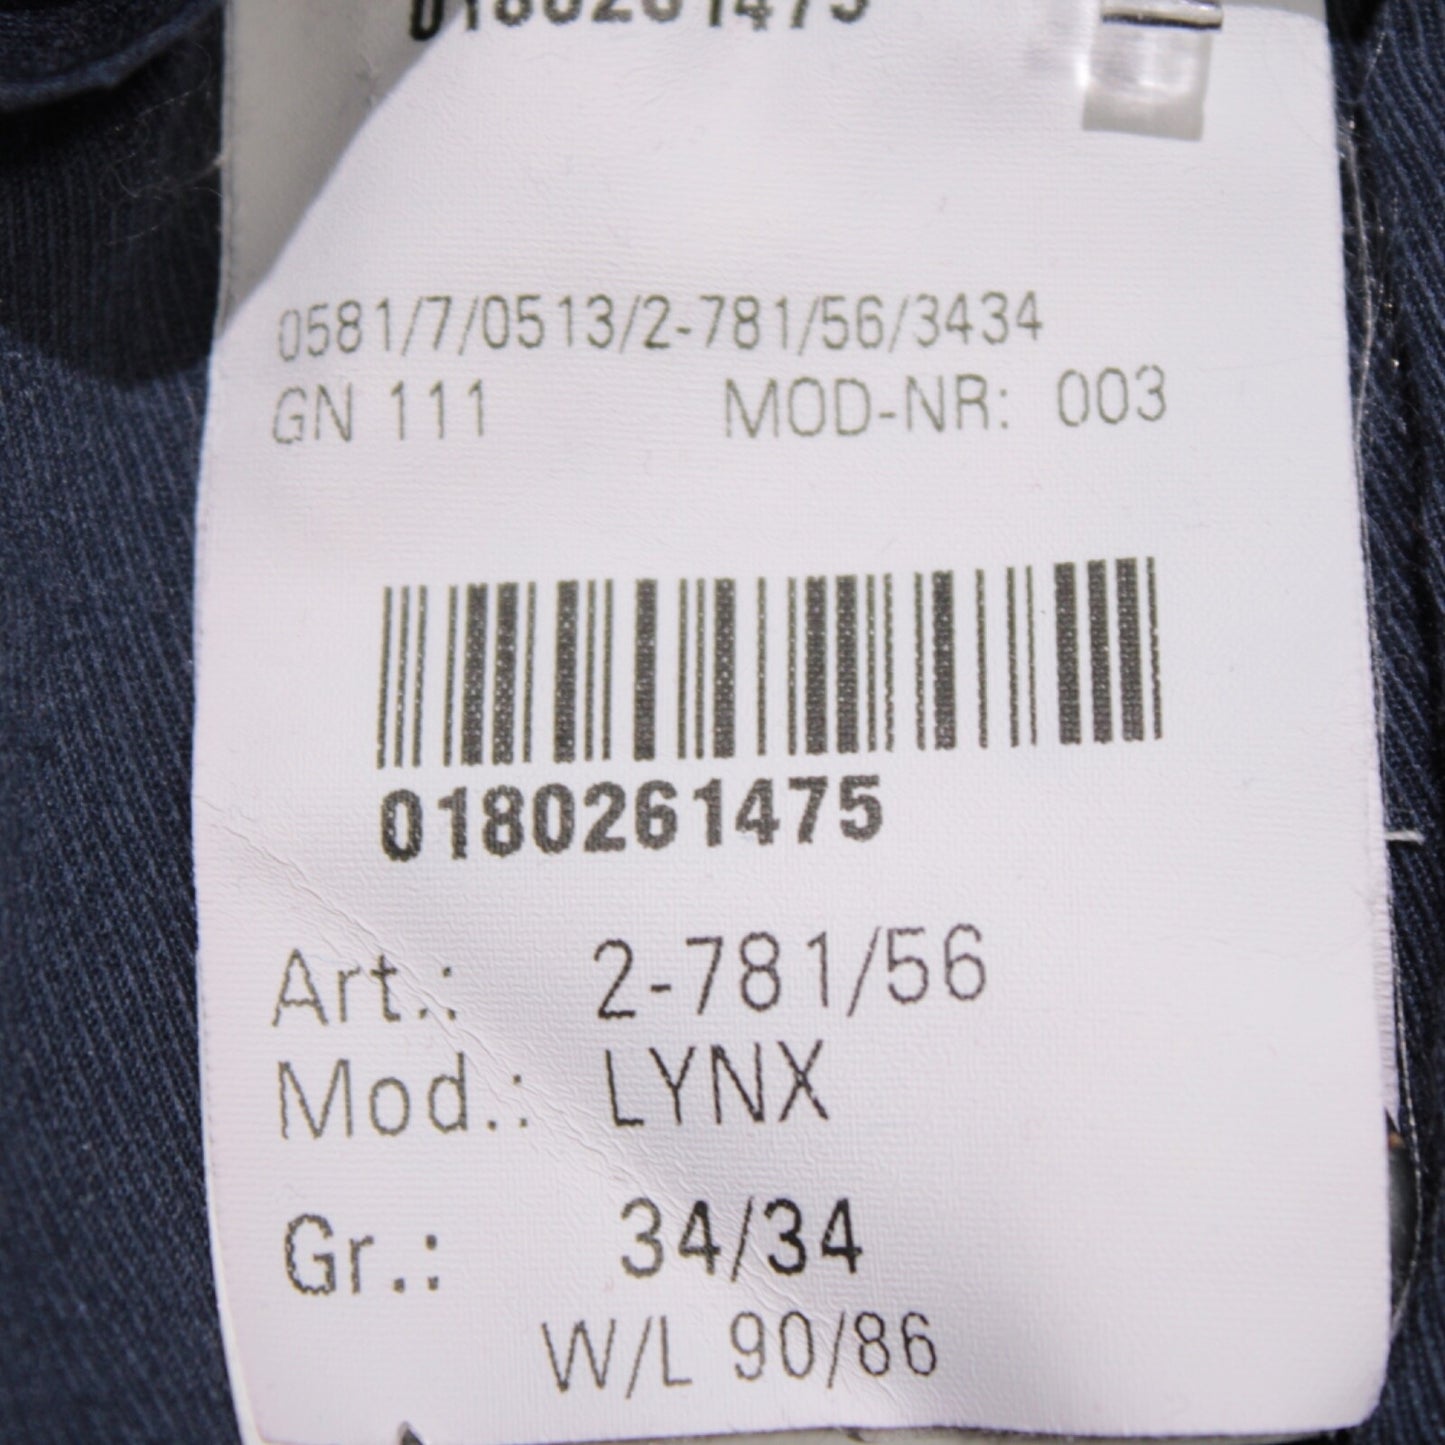 0180261475
0581/7/0513/2-781/56/3434
GN 111 MOD-NR: 003
0180261475
Art.: 2-781/56
Mod.: LYNX
Gr.: 34/34
W/L 90/86